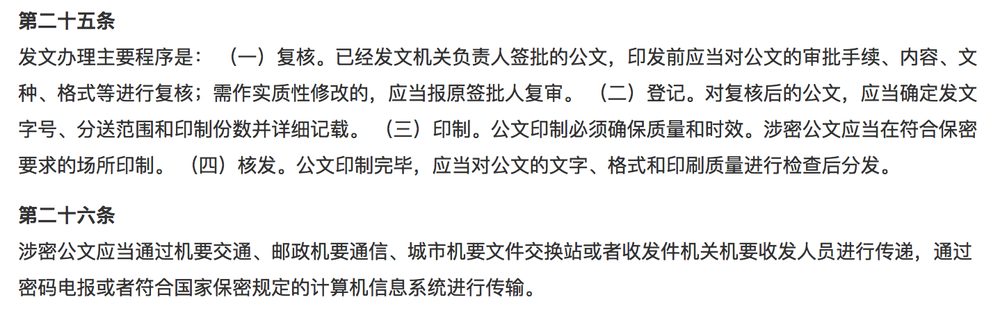 第二十五条
发文办理主要程序是： （一）复核。已经发文机关负责人签批的公文，印发前应当对公文的审批手续、内容、文
种、格式等进行复核；需作实质性修改的，应当报原签批人复审。 （二）登记。对复核后的公文，应当确定发文
字号、分送范围和印制份数并详细记载。 （三）印制。公文印制必须确保质量和时效。涉密公文应当在符合保密
要求的场所印制。 （四）核发。公文印制完毕，应当对公文的文字、格式和印刷质量进行检查后分发。
第二十六条
涉密公文应当通过机要交通、邮政机要通信、城市机要文件交换站或者收发件机关机要收发人员进行传递，通过
密码电报或者符合国家保密规定的计算机信息系统进行传输。